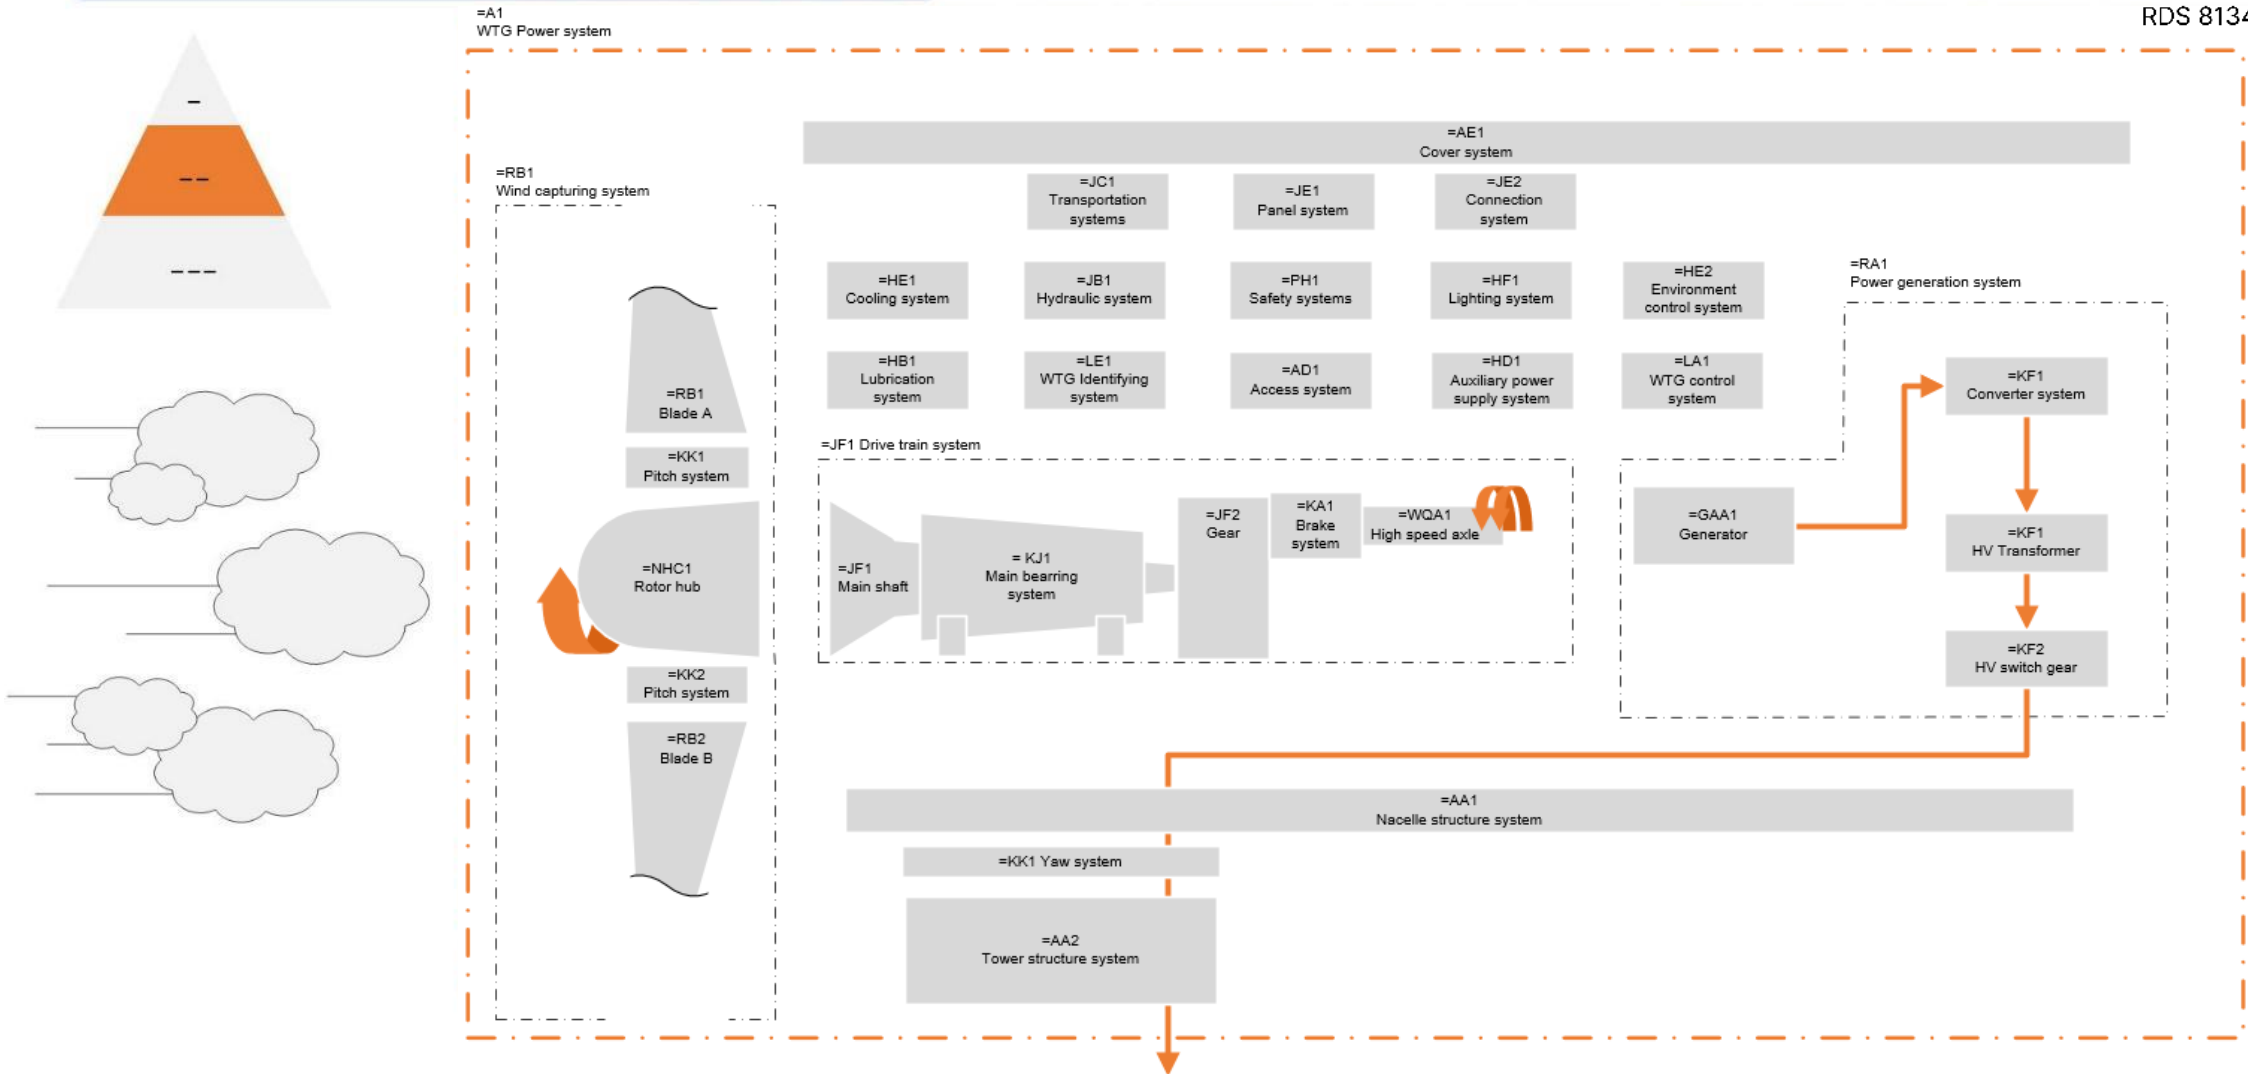 =A1
WTG Power system
RDS 8134
–
– –
– – –
=AE1
Cover system
=RB1
Wind capturing system
=JC1
Transportation
systems
=JE1
Panel system
=JE2
Connection
system
=HE1
Cooling system
=JB1
Hydraulic system
=PH1
Safety systems
=HF1
Lighting system
=HE2
Environment
control system
=RA1
Power generation system
=HB1
Lubrication
system
=LE1
WTG Identifying
system
=AD1
Access system
=HD1
Auxiliary power
supply system
=LA1
WTG control
system
=KF1
Converter system
=RB1
Blade A
=KK1
Pitch system
=JF1 Drive train system
=NHC1
Rotor hub
=JF1
Main shaft
= KJ1
Main bearring
system
=JF2
Gear
=KA1
Brake
system
=WQA1
High speed axle
=GAA1
Generator
=KF1
HV Transformer
=KF2
HV switch gear
=KK2
Pitch system
=RB2
Blade B
=AA1
Nacelle structure system
=KK1 Yaw system
=AA2
Tower structure system